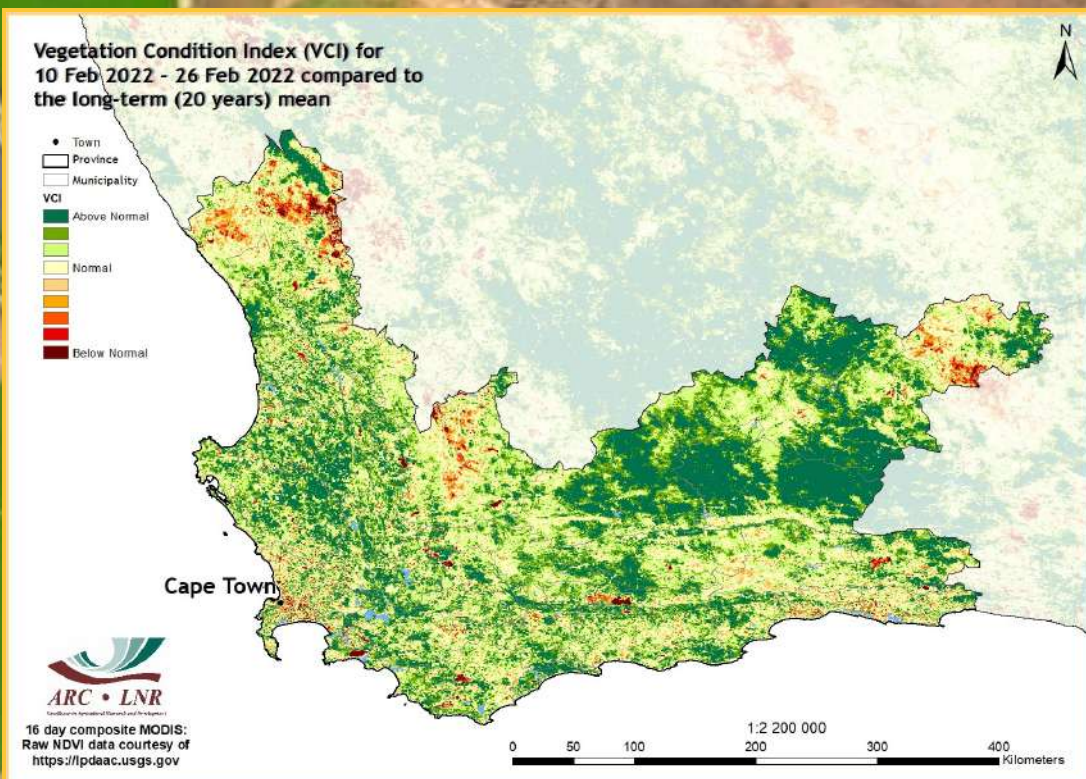 Vegetation Condition Index (VCI) for
10 Feb 2022 - 26 Feb 2022 compared to
the long-term (20 years) mean
N
Town
Province
Municipality
VCI
Above Normal
Normal
Below Normal
Cape Town
ARC • LNR
16 day composite MODIS:
Raw NDVI data courtesy of
https://lpdaac.usgs.gov
1:2 200 000
0 50 100 200 300 400
Kilometers